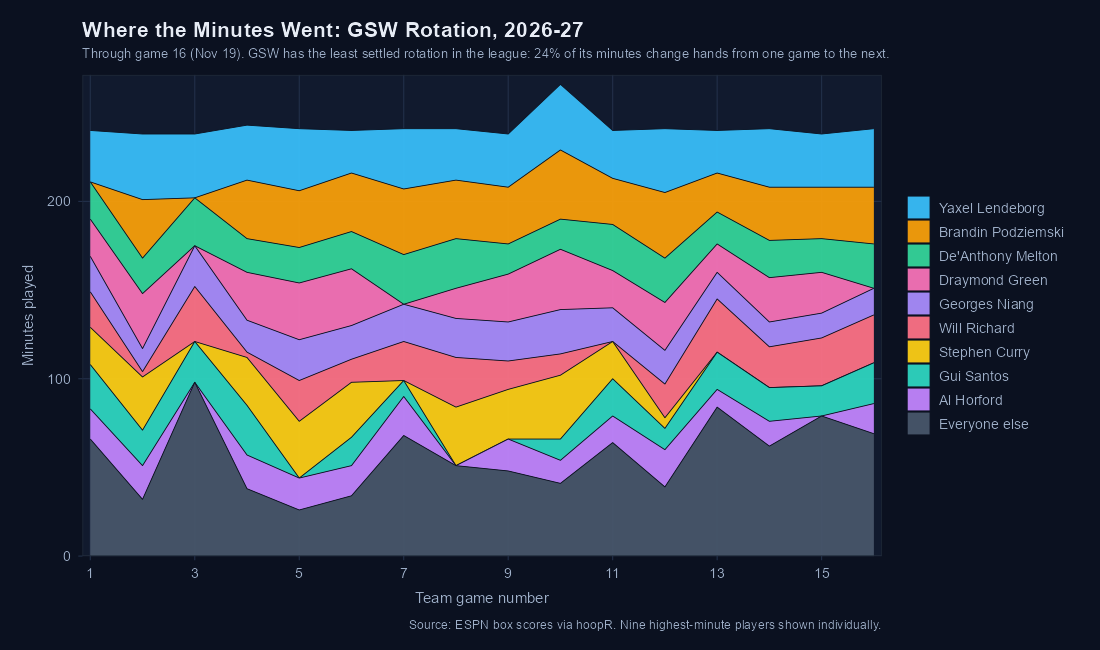 Where the Minutes Went: GSW Rotation, 2026-27
Through game 16 (Nov 19). GSW has the least settled rotation in the league: 24% of its minutes change hands from one game to the next.
Minutes played
200
100
0
1 3 5 7 9 11 13 15
Team game number
Yaxel Lendeborg
Brandin Podziemski
De'Anthony Melton
Draymond Green
Georges Niang
Will Richard
Stephen Curry
Gui Santos
Al Horford
Everyone else
Source: ESPN box scores via hoopR. Nine highest-minute players shown individually.